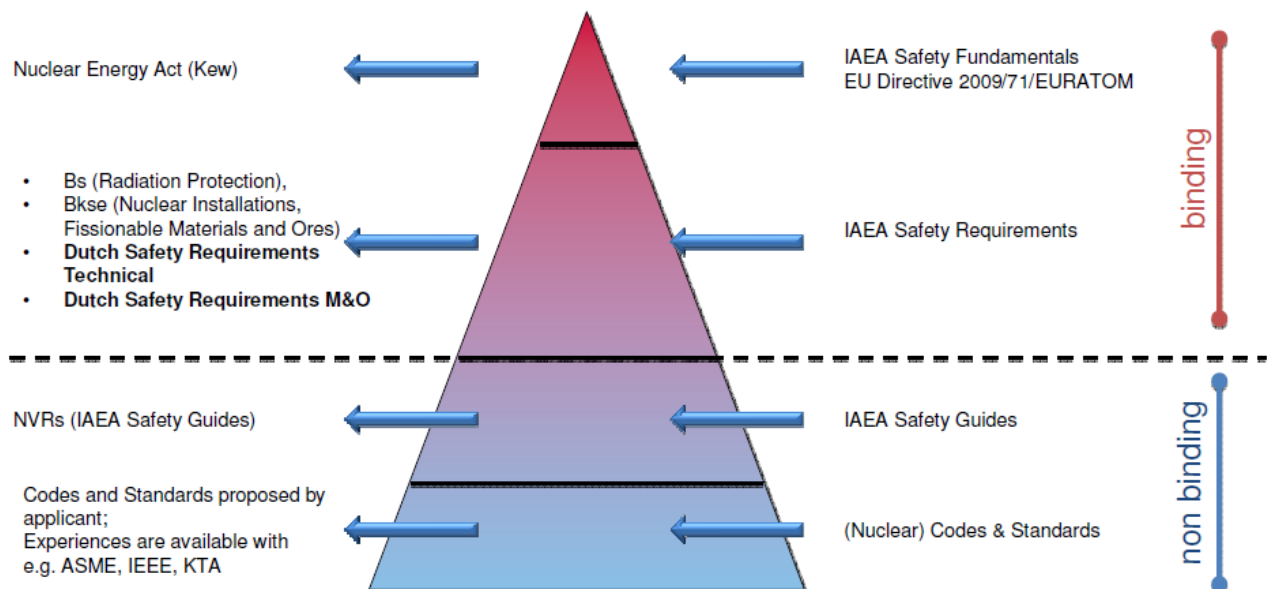 Nuclear Energy Act (Kew)
IAEA Safety Fundamentals
EU Directive 2009/71/EURATOM
binding
• Bs (Radiation Protection),
• Bkse (Nuclear Installations,
Fissionable Materials and Ores)
• Dutch Safety Requirements
Technical
• Dutch Safety Requirements M&O
IAEA Safety Requirements
NVRs (IAEA Safety Guides)
IAEA Safety Guides
non binding
Codes and Standards proposed by
applicant;
Experiences are available with
e.g. ASME, IEEE, KTA
(Nuclear) Codes & Standards